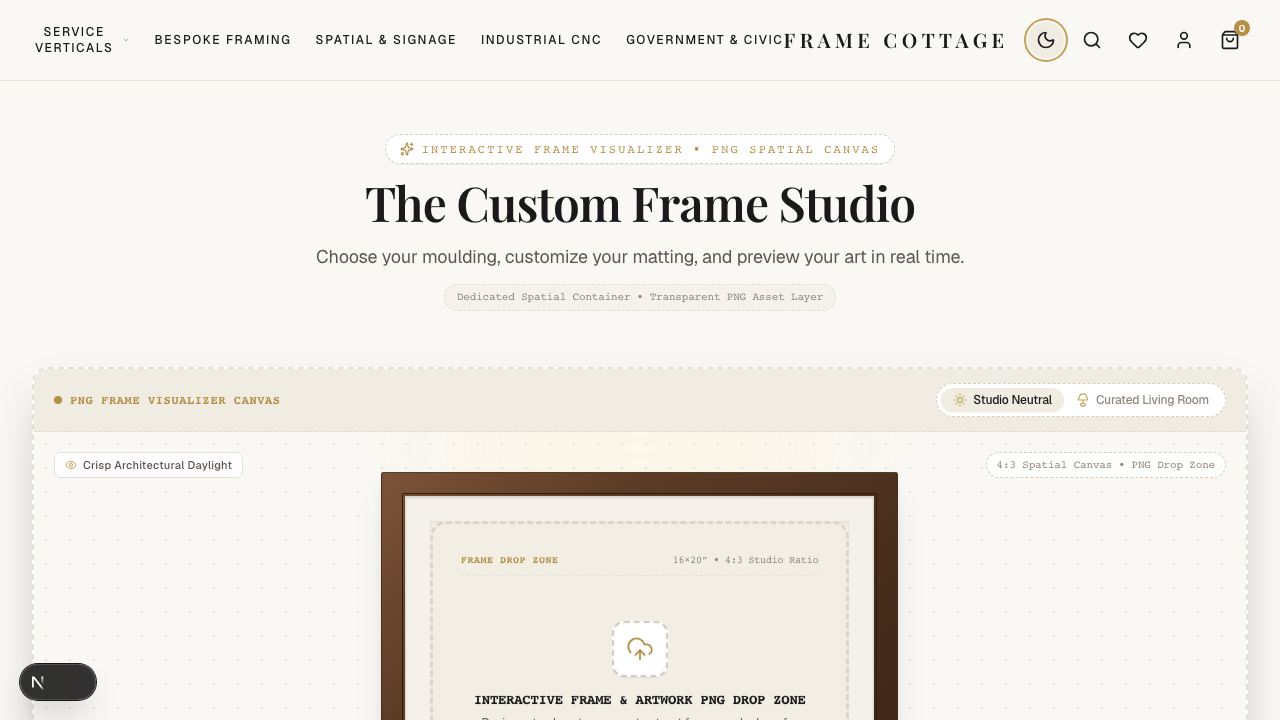 SERVICE
VERTICALS
BESPOKE FRAMING
SPATIAL & SIGNAGE
INDUSTRIAL CNC
GOVERNMENT & CIVIC
FRAME COTTAGE
0
INTERACTIVE FRAME VISUALIZER • PNG SPATIAL CANVAS
The Custom Frame Studio
Choose your moulding, customize your matting, and preview your art in real time.
Dedicated Spatial Container • Transparent PNG Asset Layer
PNG FRAME VISUALIZER CANVAS
Studio Neutral
Curated Living Room
Crisp Architectural Daylight
4:3 Spatial Canvas • PNG Drop Zone
FRAME DROP ZONE
16×20" • 4:3 Studio Ratio
INTERACTIVE FRAME & ARTWORK PNG DROP ZONE
N